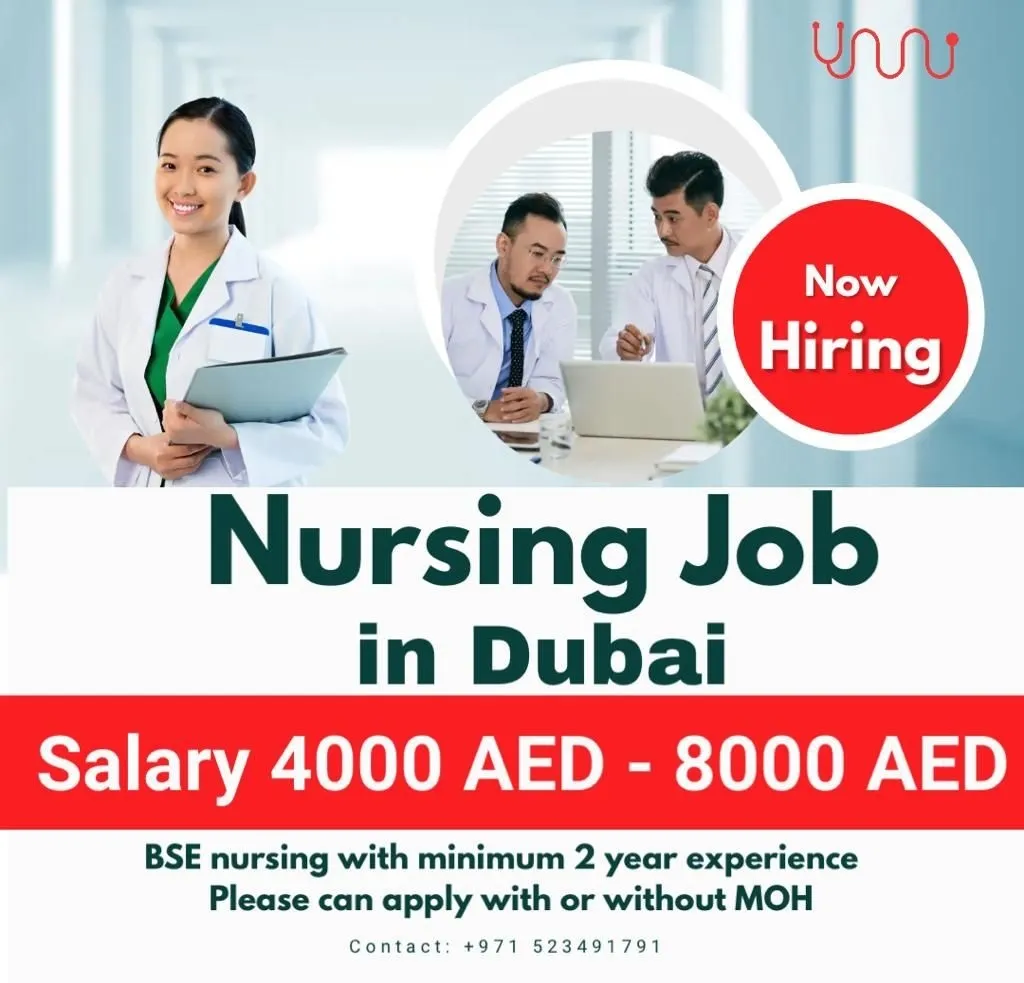 Now
Hiring
Nursing Job
in Dubai
Salary 4000 AED - 8000 AED
BSE nursing with minimum 2 year experience
Please can apply with or without MOH
Contact: +971 523491791